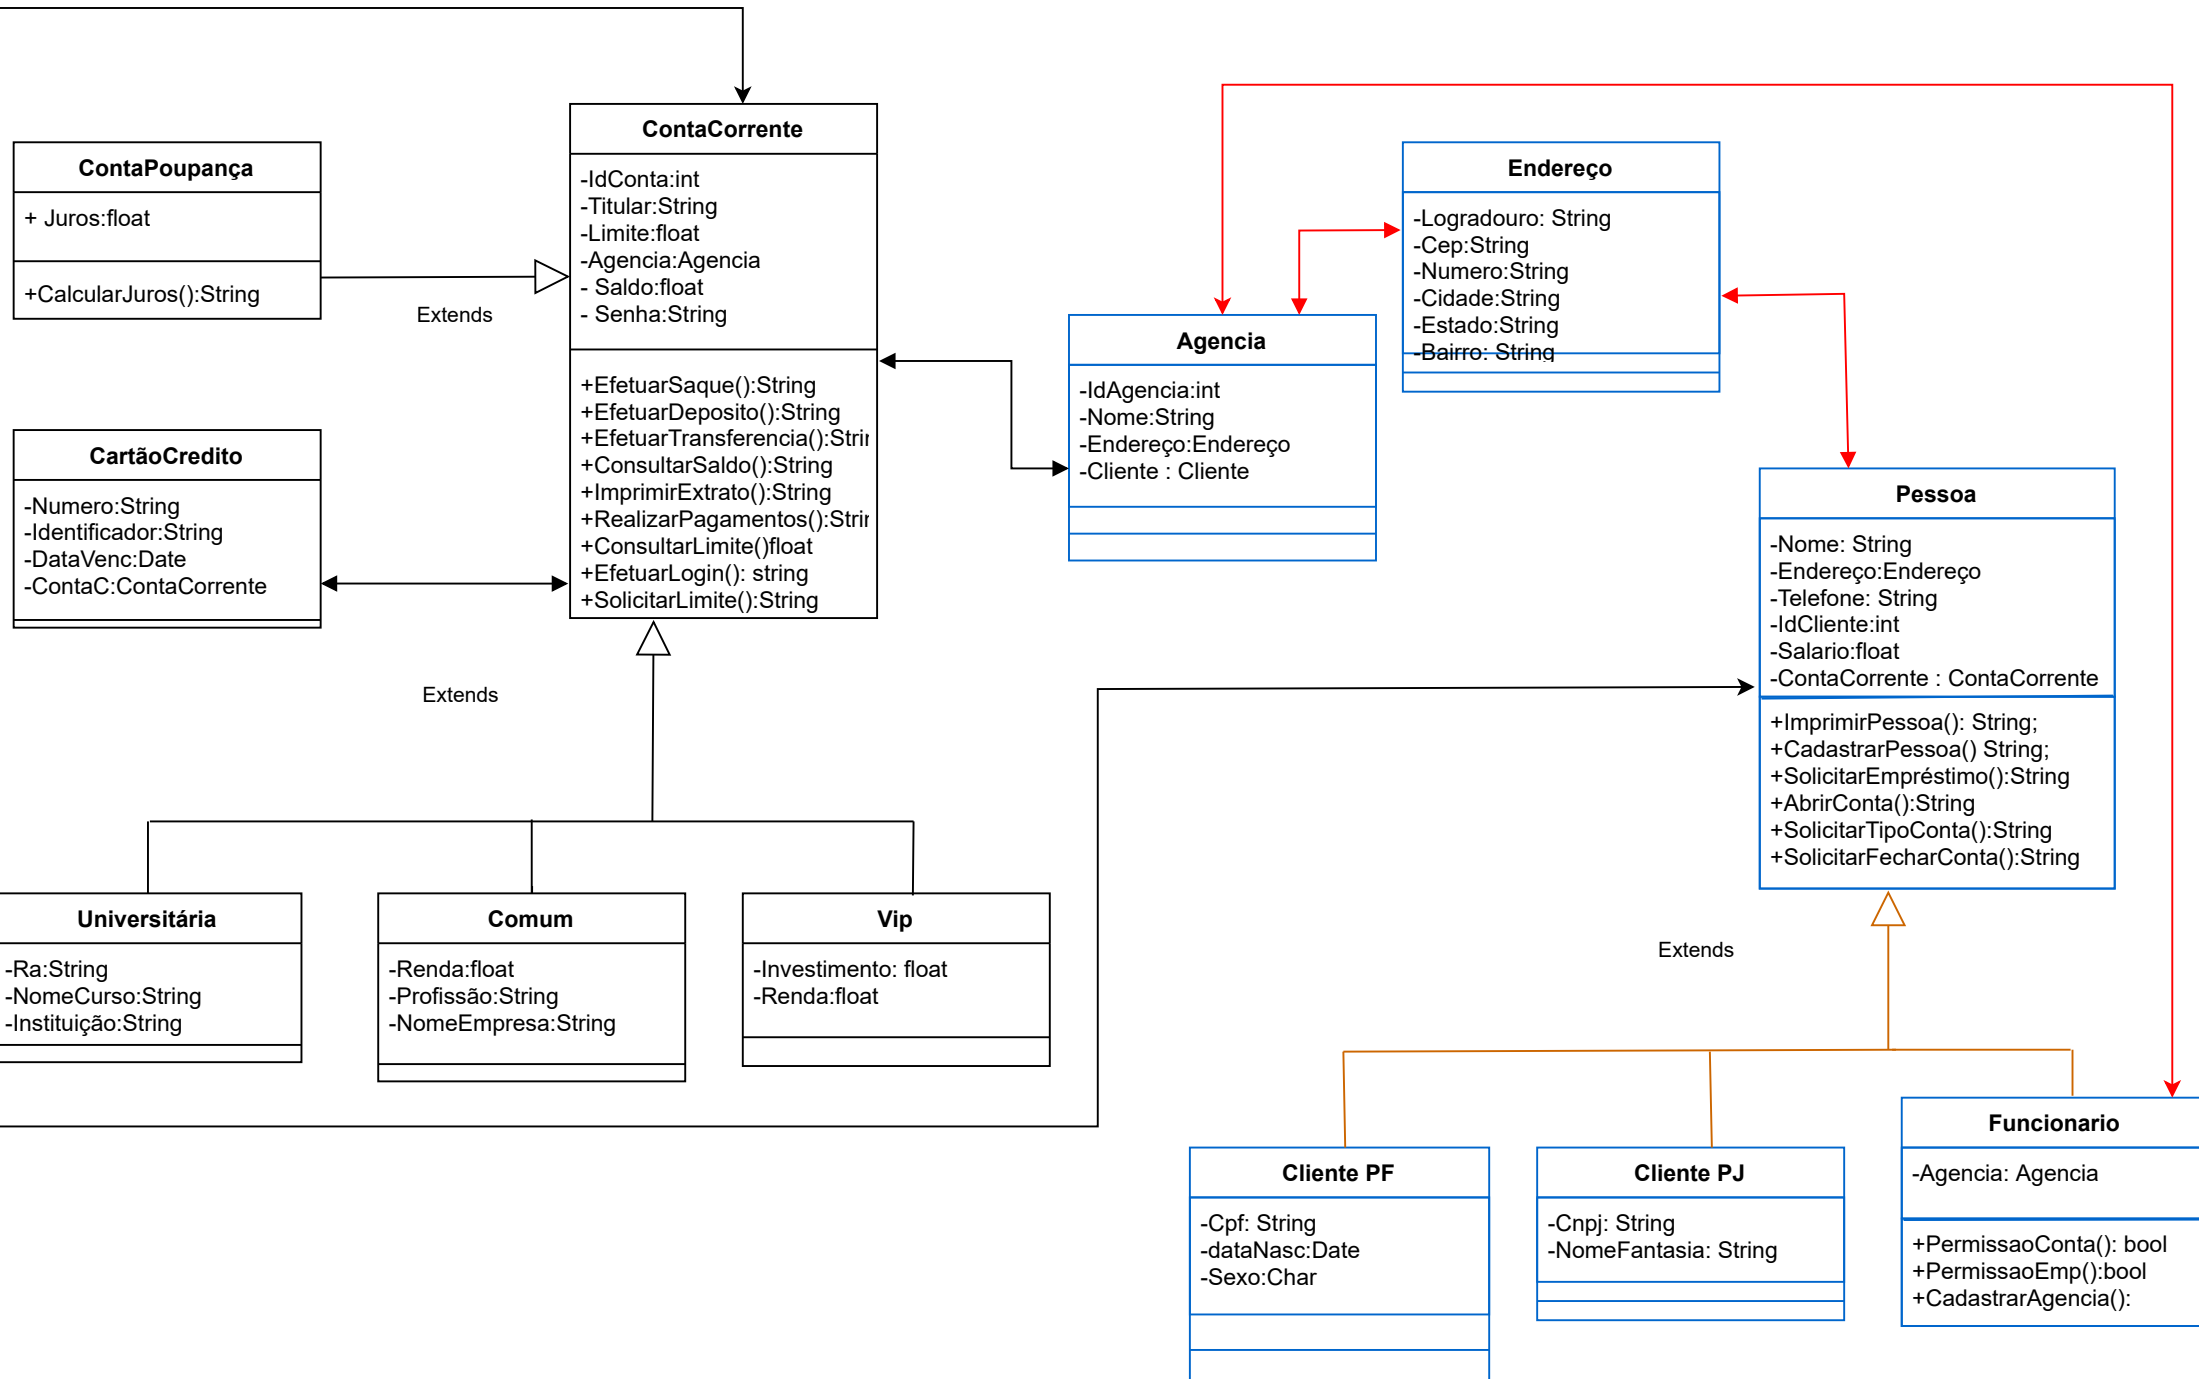 ContaCorrente
-IdConta:int
-Titular:String
-Limite:float
-Agencia:Agencia
- Saldo:float
- Senha:String
+EfetuarSaque():String
+EfetuarDeposito():String
+EfetuarTransferencia():Strir
+ConsultarSaldo():String
+ImprimirExtrato():String
+RealizarPagamentos():Strir
+ConsultarLimite()float
+EfetuarLogin(): string
+SolicitarLimite():String
ContaPoupança
+ Juros:float
+CalcularJuros():String
Extends
CartãoCredito
-Numero:String
-Identificador:String
-DataVenc:Date
-ContaC:ContaCorrente
Extends
Universitária
-Ra:String
-NomeCurso:String
-Instituição:String
Comum
-Renda:float
-Profissão:String
-NomeEmpresa:String
Vip
-Investimento: float
-Renda:float
Agencia
-IdAgencia:int
-Nome:String
-Endereço:Endereço
-Cliente : Cliente
Endereço
-Logradouro: String
-Cep:String
-Numero:String
-Cidade:String
-Estado:String
-Bairro: String
Pessoa
-Nome: String
-Endereço:Endereço
-Telefone: String
-IdCliente:int
-Salario:float
-ContaCorrente : ContaCorrente
+ImprimirPessoa(): String;
+CadastrarPessoa() String;
+SolicitarEmpréstimo():String
+AbrirConta():String
+SolicitarTipoConta():String
+SolicitarFecharConta():String
Extends
Cliente PF
-Cpf: String
-dataNasc:Date
-Sexo:Char
Cliente PJ
-Cnpj: String
-NomeFantasia: String
Funcionario
-Agencia: Agencia
+PermissaoConta(): bool
+PermissaoEmp():bool
+CadastrarAgencia():